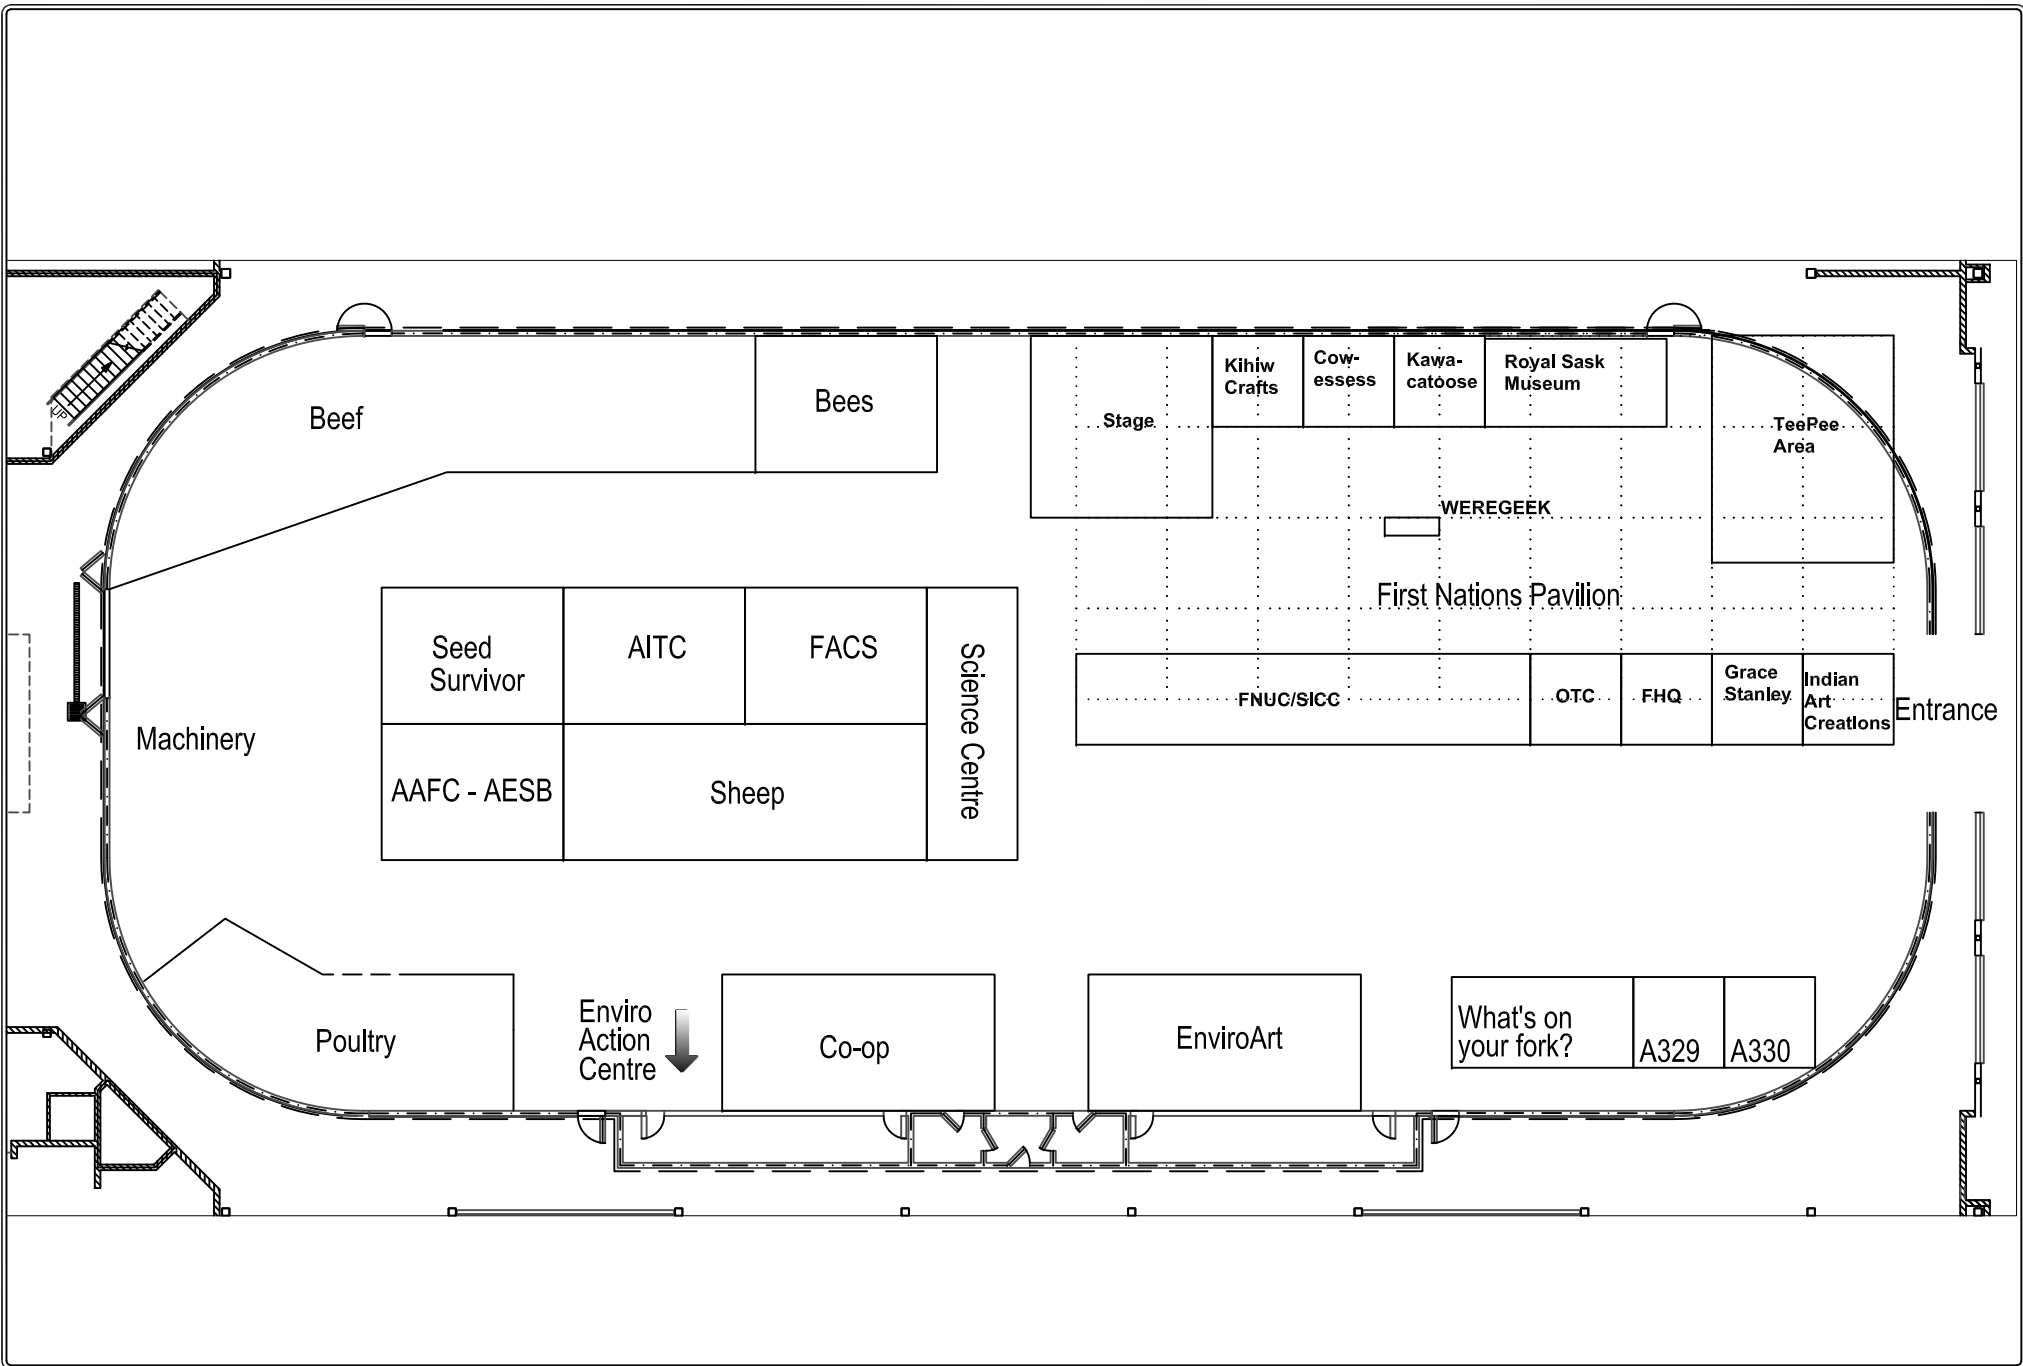 UP
Beef
Bees
Stage
Kihiw
Crafts
Cow-
essess
Kawa-
catoose
Royal Sask
Museum
TeePee
Area
WEREGEEK
First Nations Pavilion
Seed
Survivor
AITC
FACS
Science Centre
FNUC/SICC
OTC
FHQ
Grace
Stanley
Indian
Art
Creations
Entrance
Machinery
AAFC - AESB
Sheep
Poultry
Enviro
Action
Centre
Co-op
EnviroArt
What's on
your fork?
A329
A330